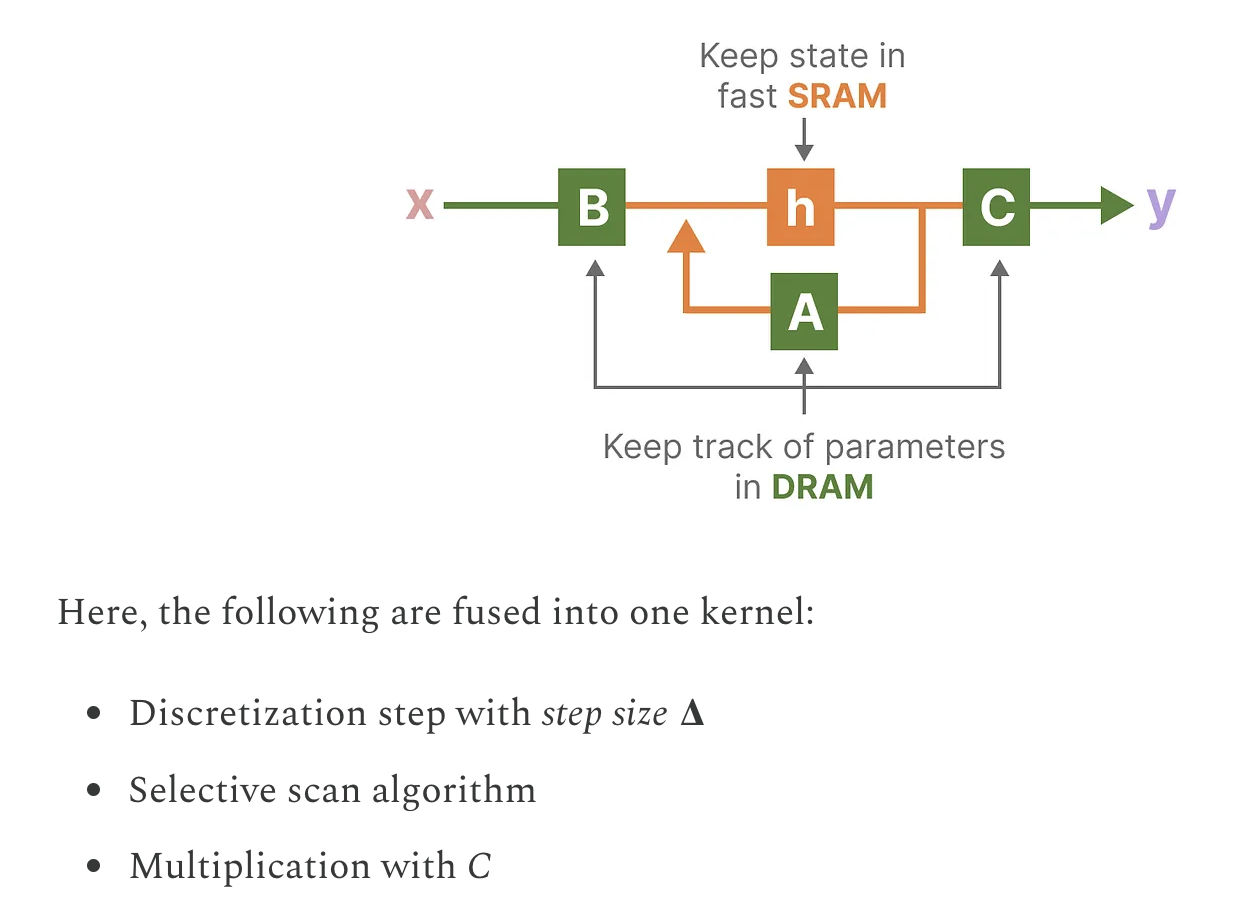 Keep state in
fast SRAM
x
B
h
C
y
A
Keep track of parameters
in DRAM
Here, the following are fused into one kernel:
• Discretization step with step size Δ
• Selective scan algorithm
• Multiplication with C